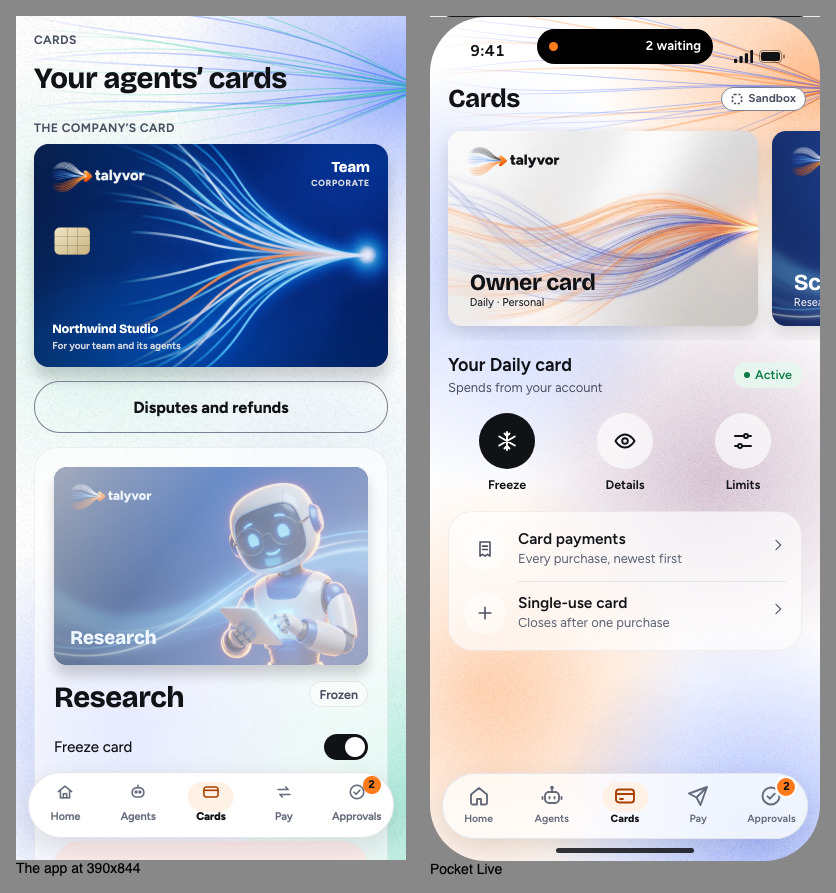 CARDS
Your agents’ cards
THE COMPANY'S CARD
talyvor
Team
CORPORATE
Northwind Studio
For your team and its agents
Disputes and refunds
talyvor
Research
Research
Frozen
Freeze card
Home
Agents
Cards
Pay
2
Approvals
The app at 390x844
9:41
2 waiting
Cards
Sandbox
talyvor
Owner card
Daily · Personal
Sc
Resea
Your Daily card
Spends from your account
Active
Freeze
Details
Limits
Card payments
Every purchase, newest first
Single-use card
Closes after one purchase
Home
Agents
Cards
Pay
2
Approvals
Pocket Live